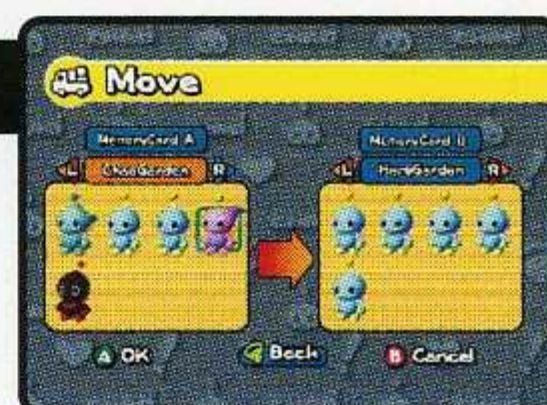 Move
MemoryCard A
MemoryCard B
L ChaoGarden R
L HeroGarden R
A OK
Back
B Cancel